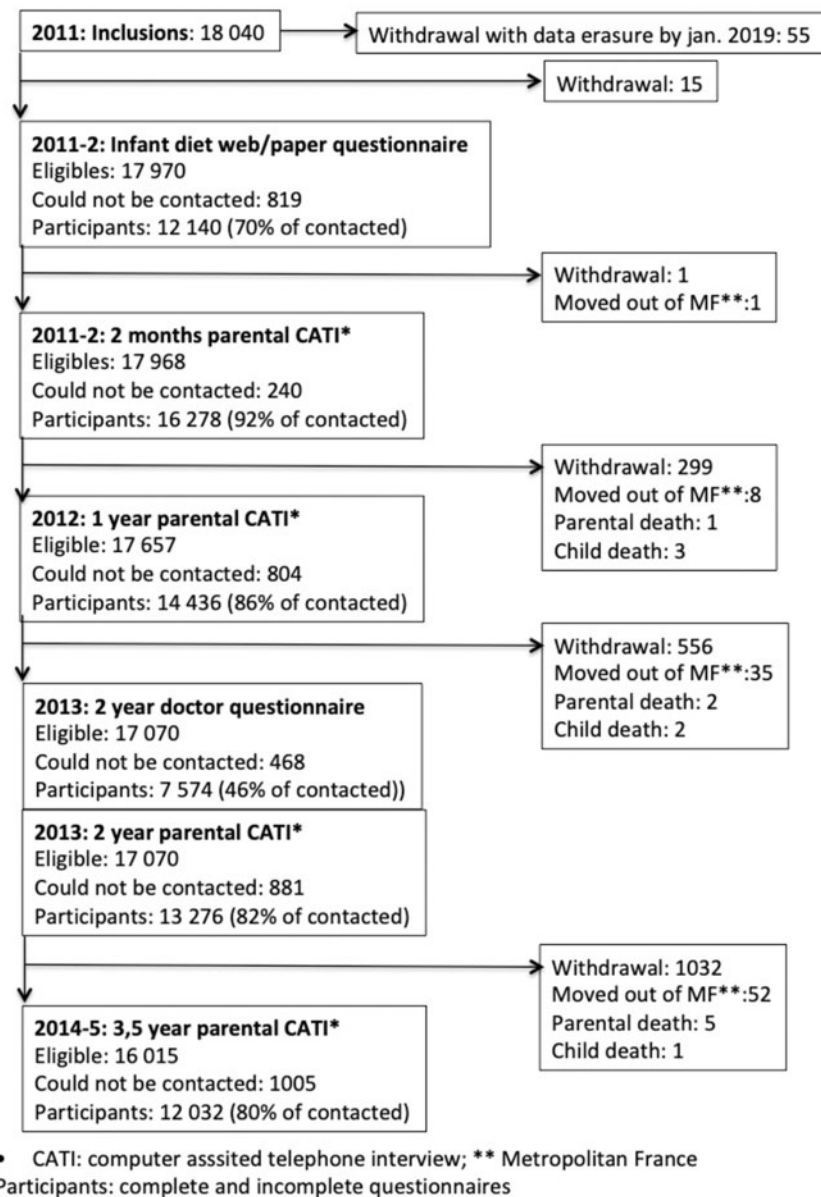 2011: Inclusions: 18 040
Withdrawal with data erasure by jan. 2019: 55
Withdrawal: 15
2011-2: Infant diet web/paper questionnaire
Eligibles: 17 970
Could not be contacted: 819
Participants: 12 140 (70% of contacted)
Withdrawal: 1
Moved out of MF**:1
2011-2: 2 months parental CATI*
Eligibles: 17 968
Could not be contacted: 240
Participants: 16 278 (92% of contacted)
Withdrawal: 299
Moved out of MF**:8
Parental death: 1
Child death: 3
2012: 1 year parental CATI*
Eligible: 17 657
Could not be contacted: 804
Participants: 14 436 (86% of contacted)
Withdrawal: 556
Moved out of MF**:35
Parental death: 2
Child death: 2
2013: 2 year doctor questionnaire
Eligible: 17 070
Could not be contacted: 468
Participants: 7 574 (46% of contacted))
2013: 2 year parental CATI*
Eligible: 17 070
Could not be contacted: 881
Participants: 13 276 (82% of contacted)
Withdrawal: 1032
Moved out of MF**:52
Parental death: 5
Child death: 1
2014-5: 3,5 year parental CATI*
Eligible: 16 015
Could not be contacted: 1005
Participants: 12 032 (80% of contacted)
• CATI: computer asssited telephone interview; ** Metropolitan France
Participants: complete and incomplete questionnaires